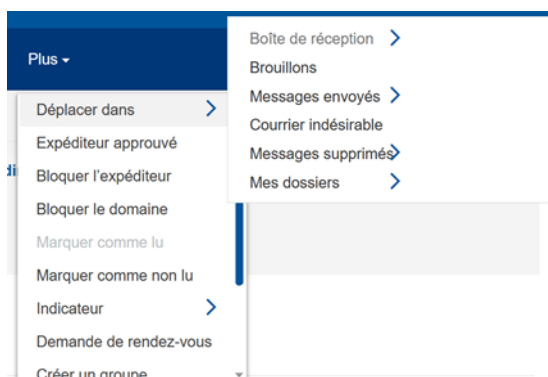 Plus
Déplacer dans
Expéditeur approuvé
Bloquer l'expéditeur
Bloquer le domaine
Marquer comme lu
Marquer comme non lu
Indicateur
Demande de rendez-vous
Créer un groupe
Boîte de réception
Brouillons
Messages envoyés
Courrier indésirable
Messages supprimés
Mes dossiers